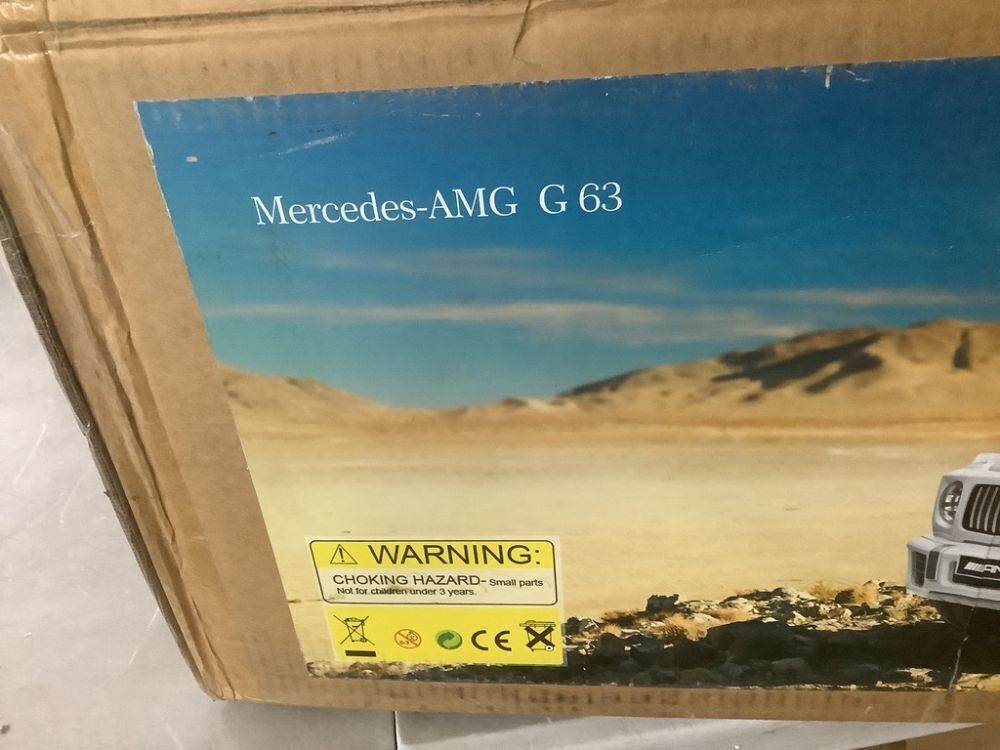 Mercedes-AMG G 63
WARNING:
CHOKING HAZARD- Small parts
Not for children under 3 years.
CE